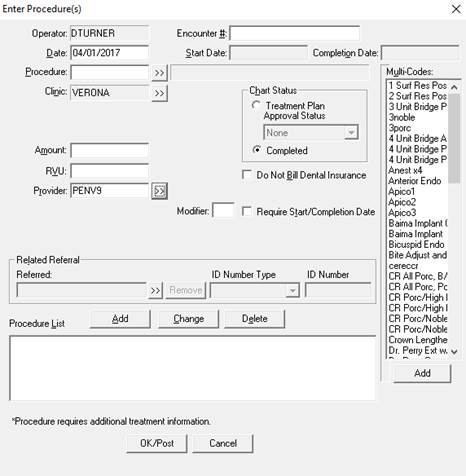 Enter Procedure(s)
Operator: DTURNER
Encounter #:
Date: 04/01/2017
Start Date:
Completion Date:
Procedure: >>
Clinic: VERONA >>
Chart Status
Treatment Plan
Approval Status
None
Completed
Amount:
RVU:
Provider: PENV9 >>
Do Not Bill Dental Insurance
Modifier:
Require Start/Completion Date
Multi-Codes:
1 Surf Res Pos
2 Surf Res Pos
3 Unit Bridge P
3noble
3porc
4 Unit Bridge A
4 Unit Bridge P
4 Unit Bridge P
Anest x4
Anterior Endo
Apico1
Apico2
Apico3
Baima Implant (
Baima Implant
Bicuspid Endo
Bite Adjust and
cereccr
CR All Porc, B/
CR All Porc, Pc
CR Porc/High I
CR Porc/High I
CR Porc/Noble
CR Porc/Noble
Crown Lengthe
Dr. Perry Ext w.
Add
Related Referral
Referred:
>> Remove
ID Number Type
ID Number
Procedure List
Add
Change
Delete
*Procedure requires additional treatment information.
OK/Post
Cancel